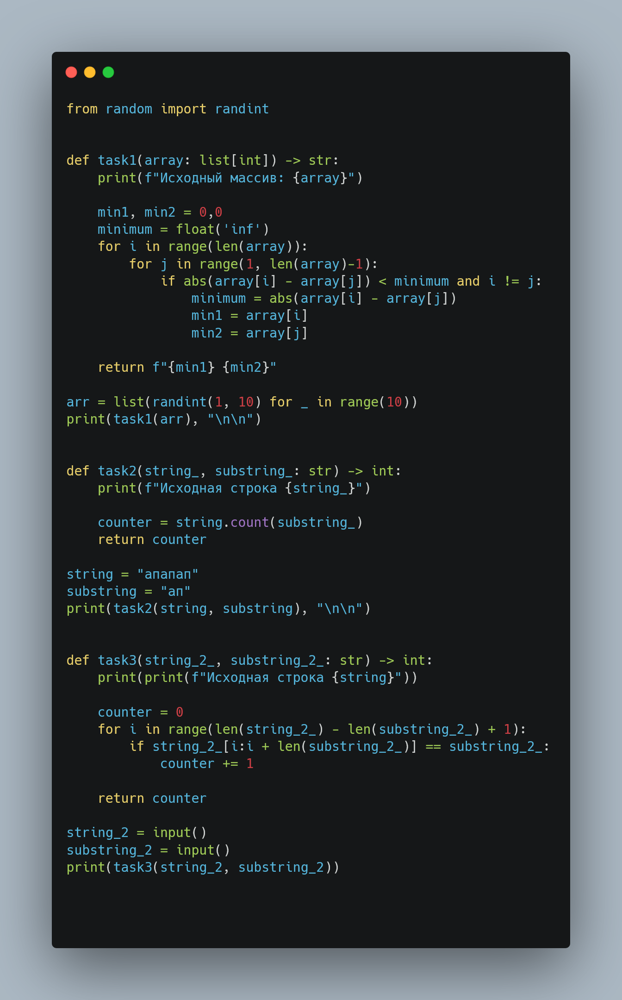 from random import randint
def task1(array: list[int]) -> str:
    print(f"Исходный массив: {array}")
    min1, min2 = 0,0
    minimum = float('inf')
    for i in range(len(array)):
        for j in range(1, len(array)-1):
            if abs(array[i] - array[j]) < minimum and i != j:
                minimum = abs(array[i] - array[j])
                min1 = array[i]
                min2 = array[j]
    return f"{min1} {min2}"
arr = list(randint(1, 10) for _ in range(10))
print(task1(arr), "\n\n")
def task2(string_, substring_: str) -> int:
    print(f"Исходная строка {string_}")
    counter = string.count(substring_)
    return counter
string = "апапап"
substring = "ап"
print(task2(string, substring), "\n\n")
def task3(string_2_, substring_2_: str) -> int:
    print(print(f"Исходная строка {string}"))
    counter = 0
    for i in range(len(string_2_) - len(substring_2_) + 1):
        if string_2_[i:i + len(substring_2_)] == substring_2_:
            counter += 1
    return counter
string_2 = input()
substring_2 = input()
print(task3(string_2, substring_2))